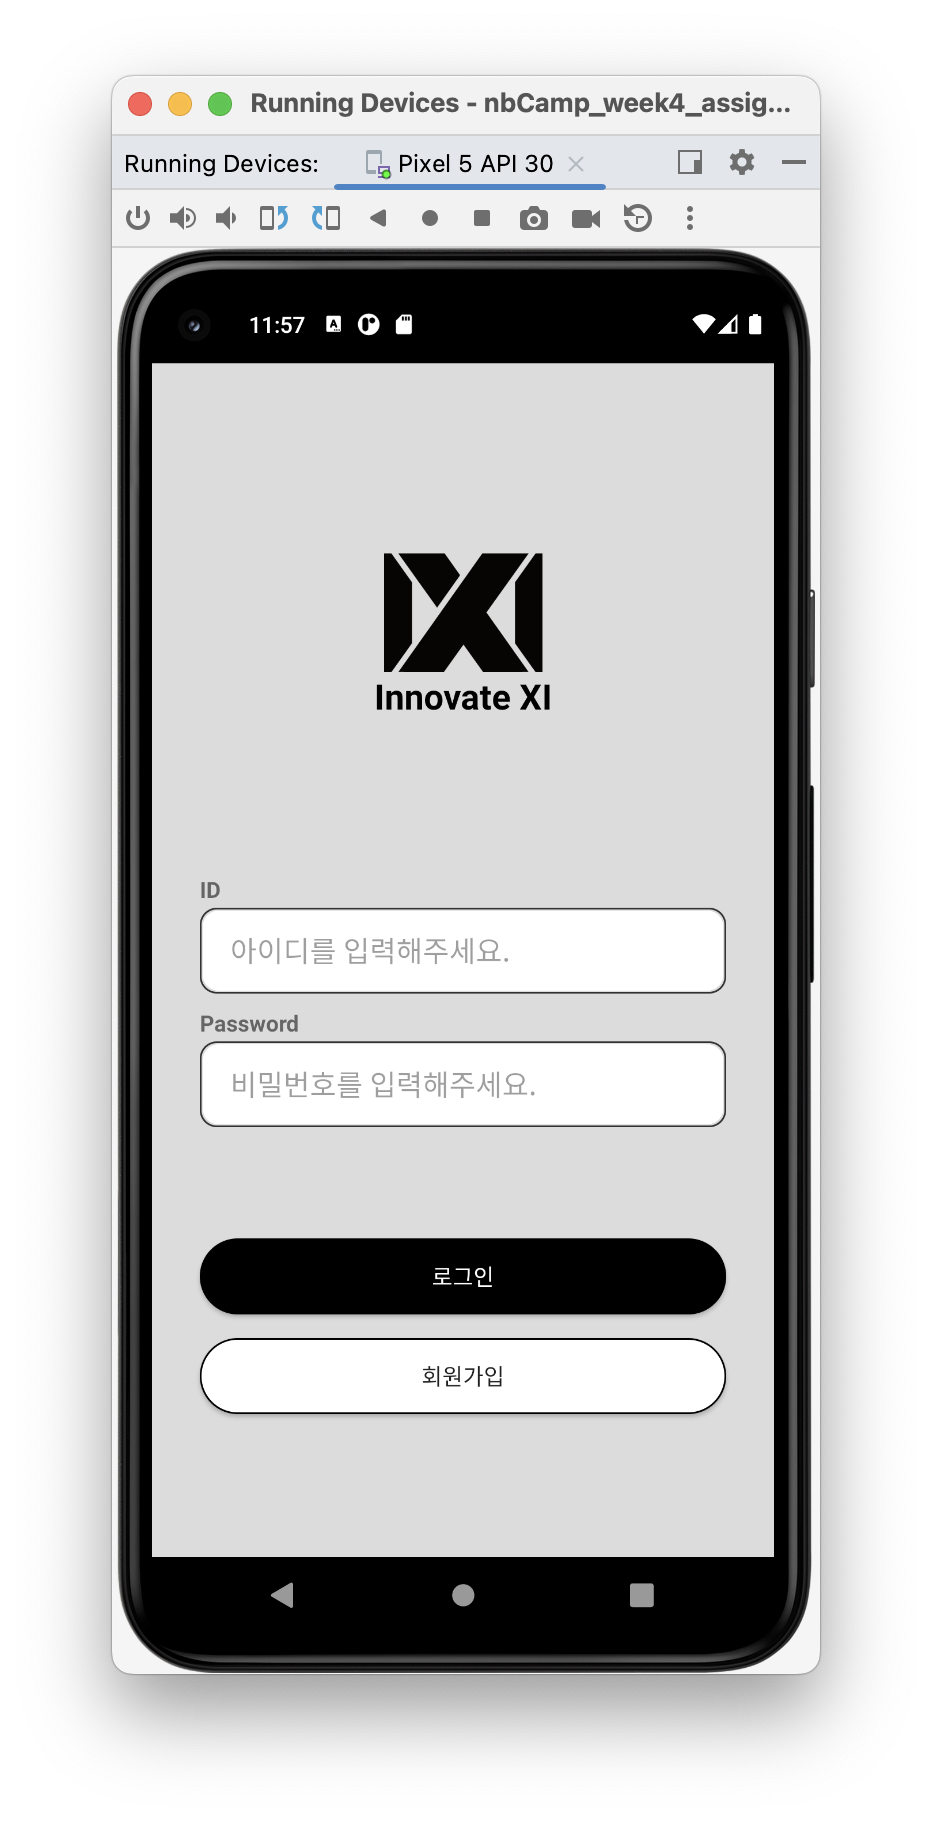 Running Devices - nbCamp_week4_assig...
Running Devices:
Pixel 5 API 30
11:57
Innovate XI
ID
아이디를 입력해주세요.
Password
비밀번호를 입력해주세요.
로그인
회원가입